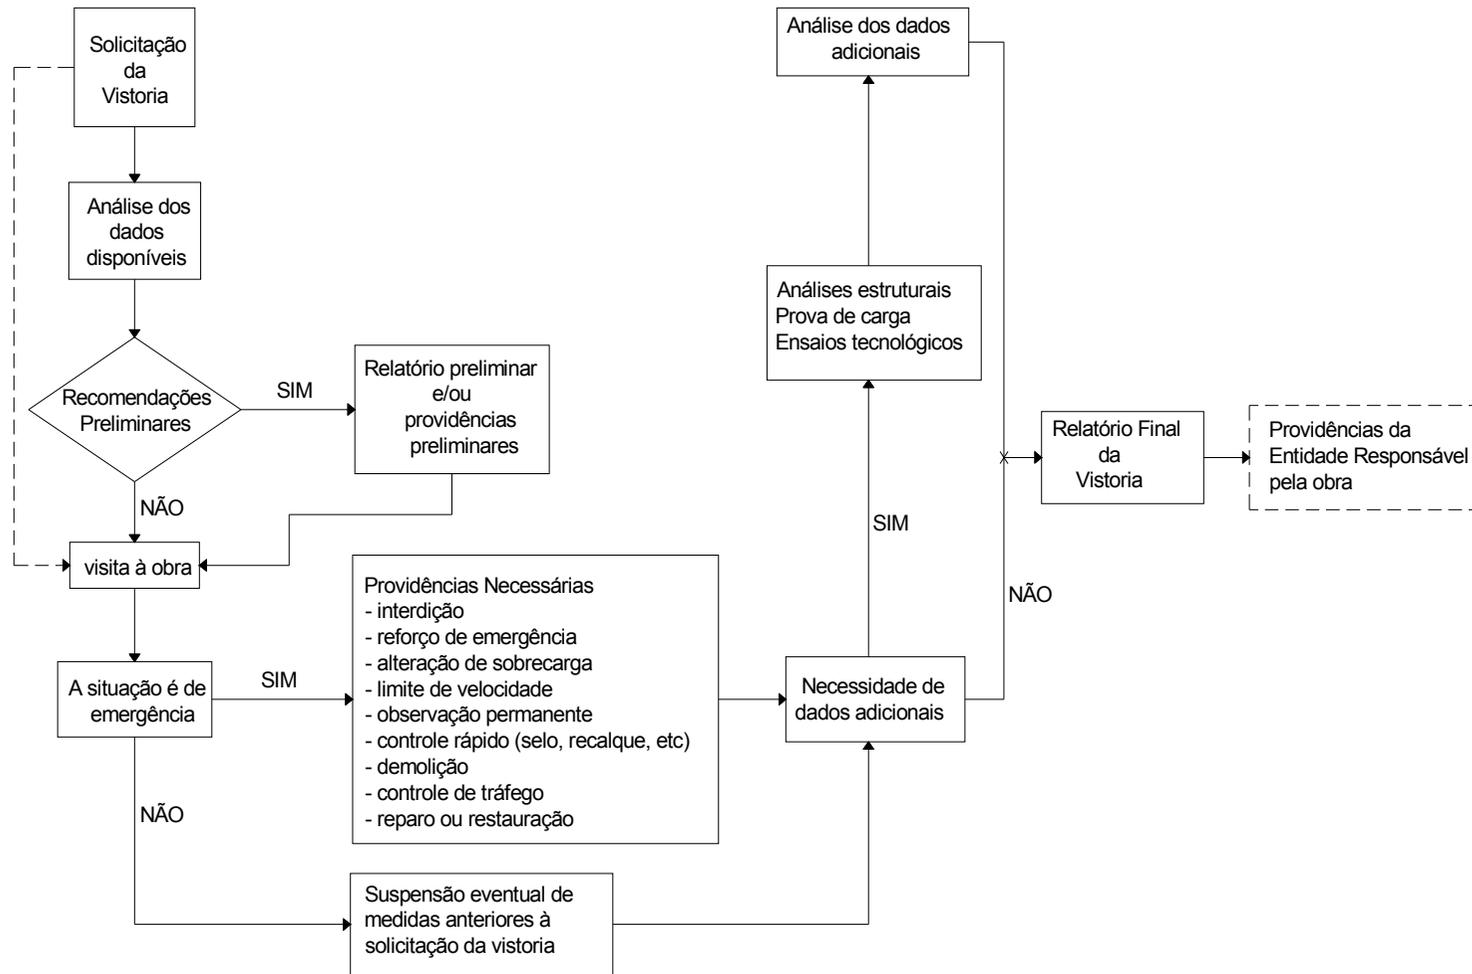 Solicitação
da
Vistoria
Análise dos
dados
disponíveis
Recomendações
Preliminares
SIM
Relatório preliminar
e/ou
providências
preliminares
NÃO
visita à obra
A situação é de
emergência
SIM
Providências Necessárias
- interdição
- reforço de emergência
- alteração de sobrecarga
- limite de velocidade
- observação permanente
- controle rápido (selo, recalque, etc)
- demolição
- controle de tráfego
- reparo ou restauração
NÃO
Suspensão eventual de
medidas anteriores à
solicitação da vistoria
Necessidade de
dados adicionais
SIM
Análises estruturais
Prova de carga
Ensaios tecnológicos
Análise dos dados
adicionais
NÃO
Relatório Final
da
Vistoria
Providências da
Entidade Responsável
pela obra